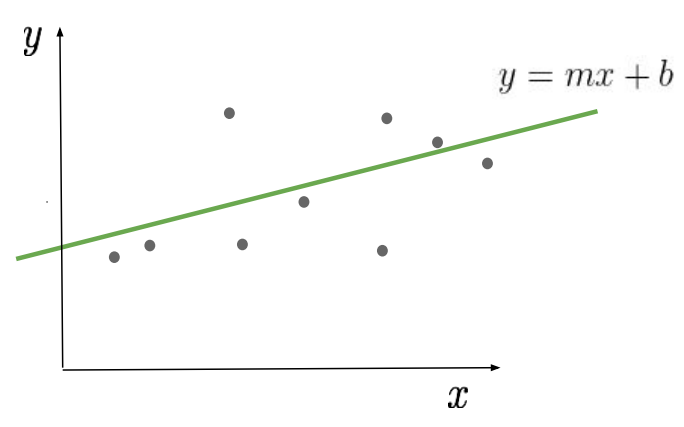 y
y = mx + b
x